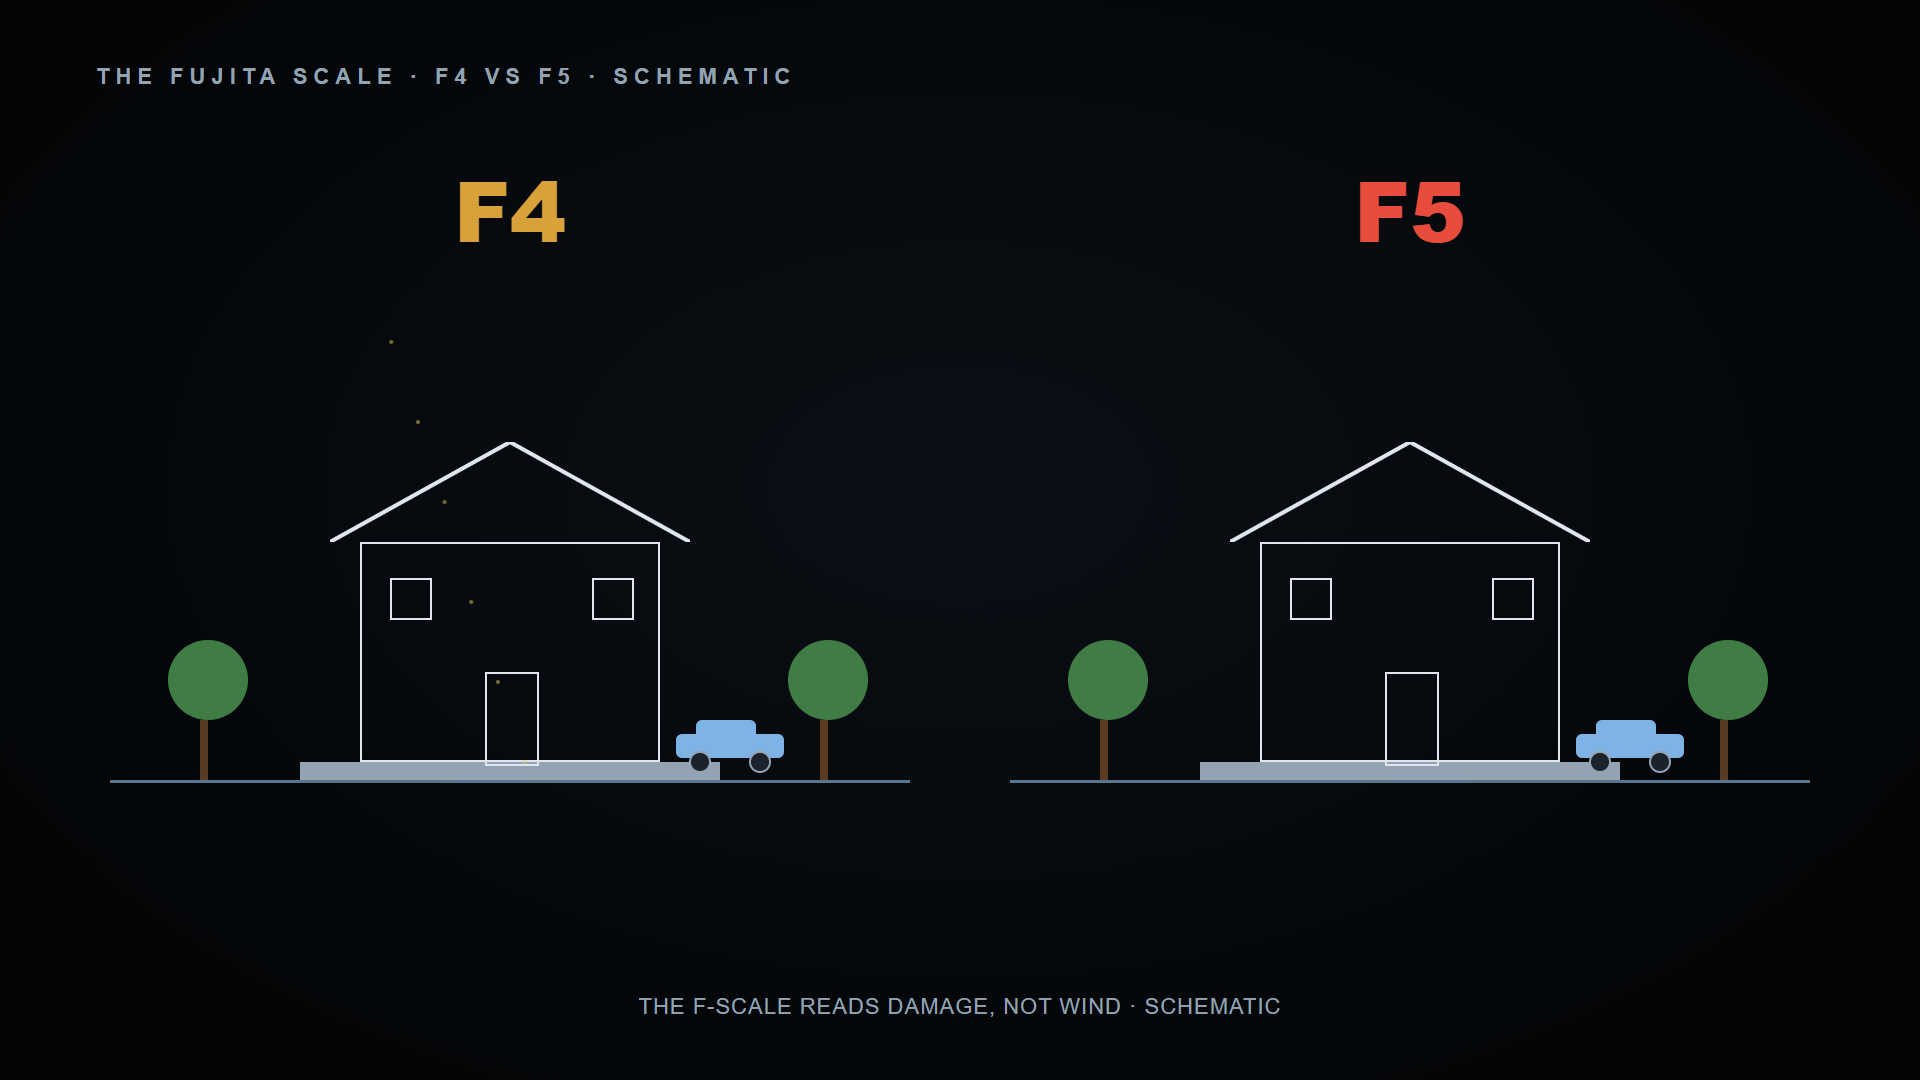 THE FUJITA SCALE · F4 VS F5 · SCHEMATIC
F4
F5
THE F-SCALE READS DAMAGE, NOT WIND · SCHEMATIC